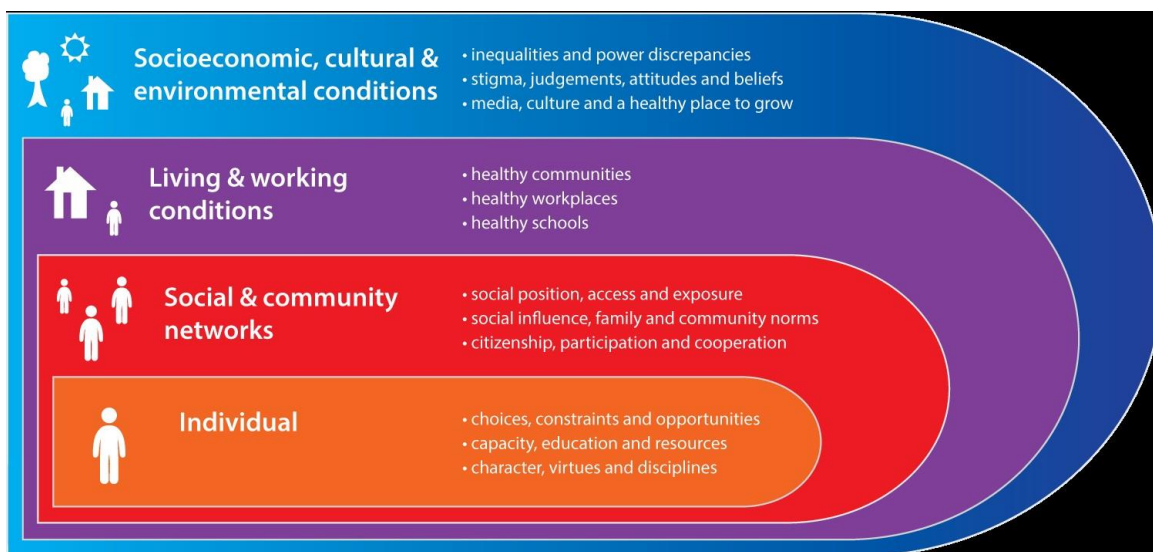 Socioeconomic, cultural &
environmental conditions
• inequalities and power discrepancies
• stigma, judgements, attitudes and beliefs
• media, culture and a healthy place to grow
Living & working
conditions
• healthy communities
• healthy workplaces
• healthy schools
Social & community
networks
• social position, access and exposure
• social influence, family and community norms
• citizenship, participation and cooperation
Individual
• choices, constraints and opportunities
• capacity, education and resources
• character, virtues and disciplines